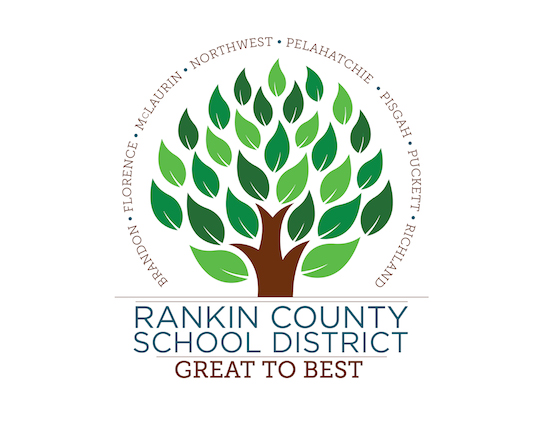 BRANDON • FLORENCE • McLAURIN • NORTHWEST • PELAHATCHIE • PISGAH • PUCKETT • RICHLAND
RANKIN COUNTY
SCHOOL DISTRICT
GREAT TO BEST